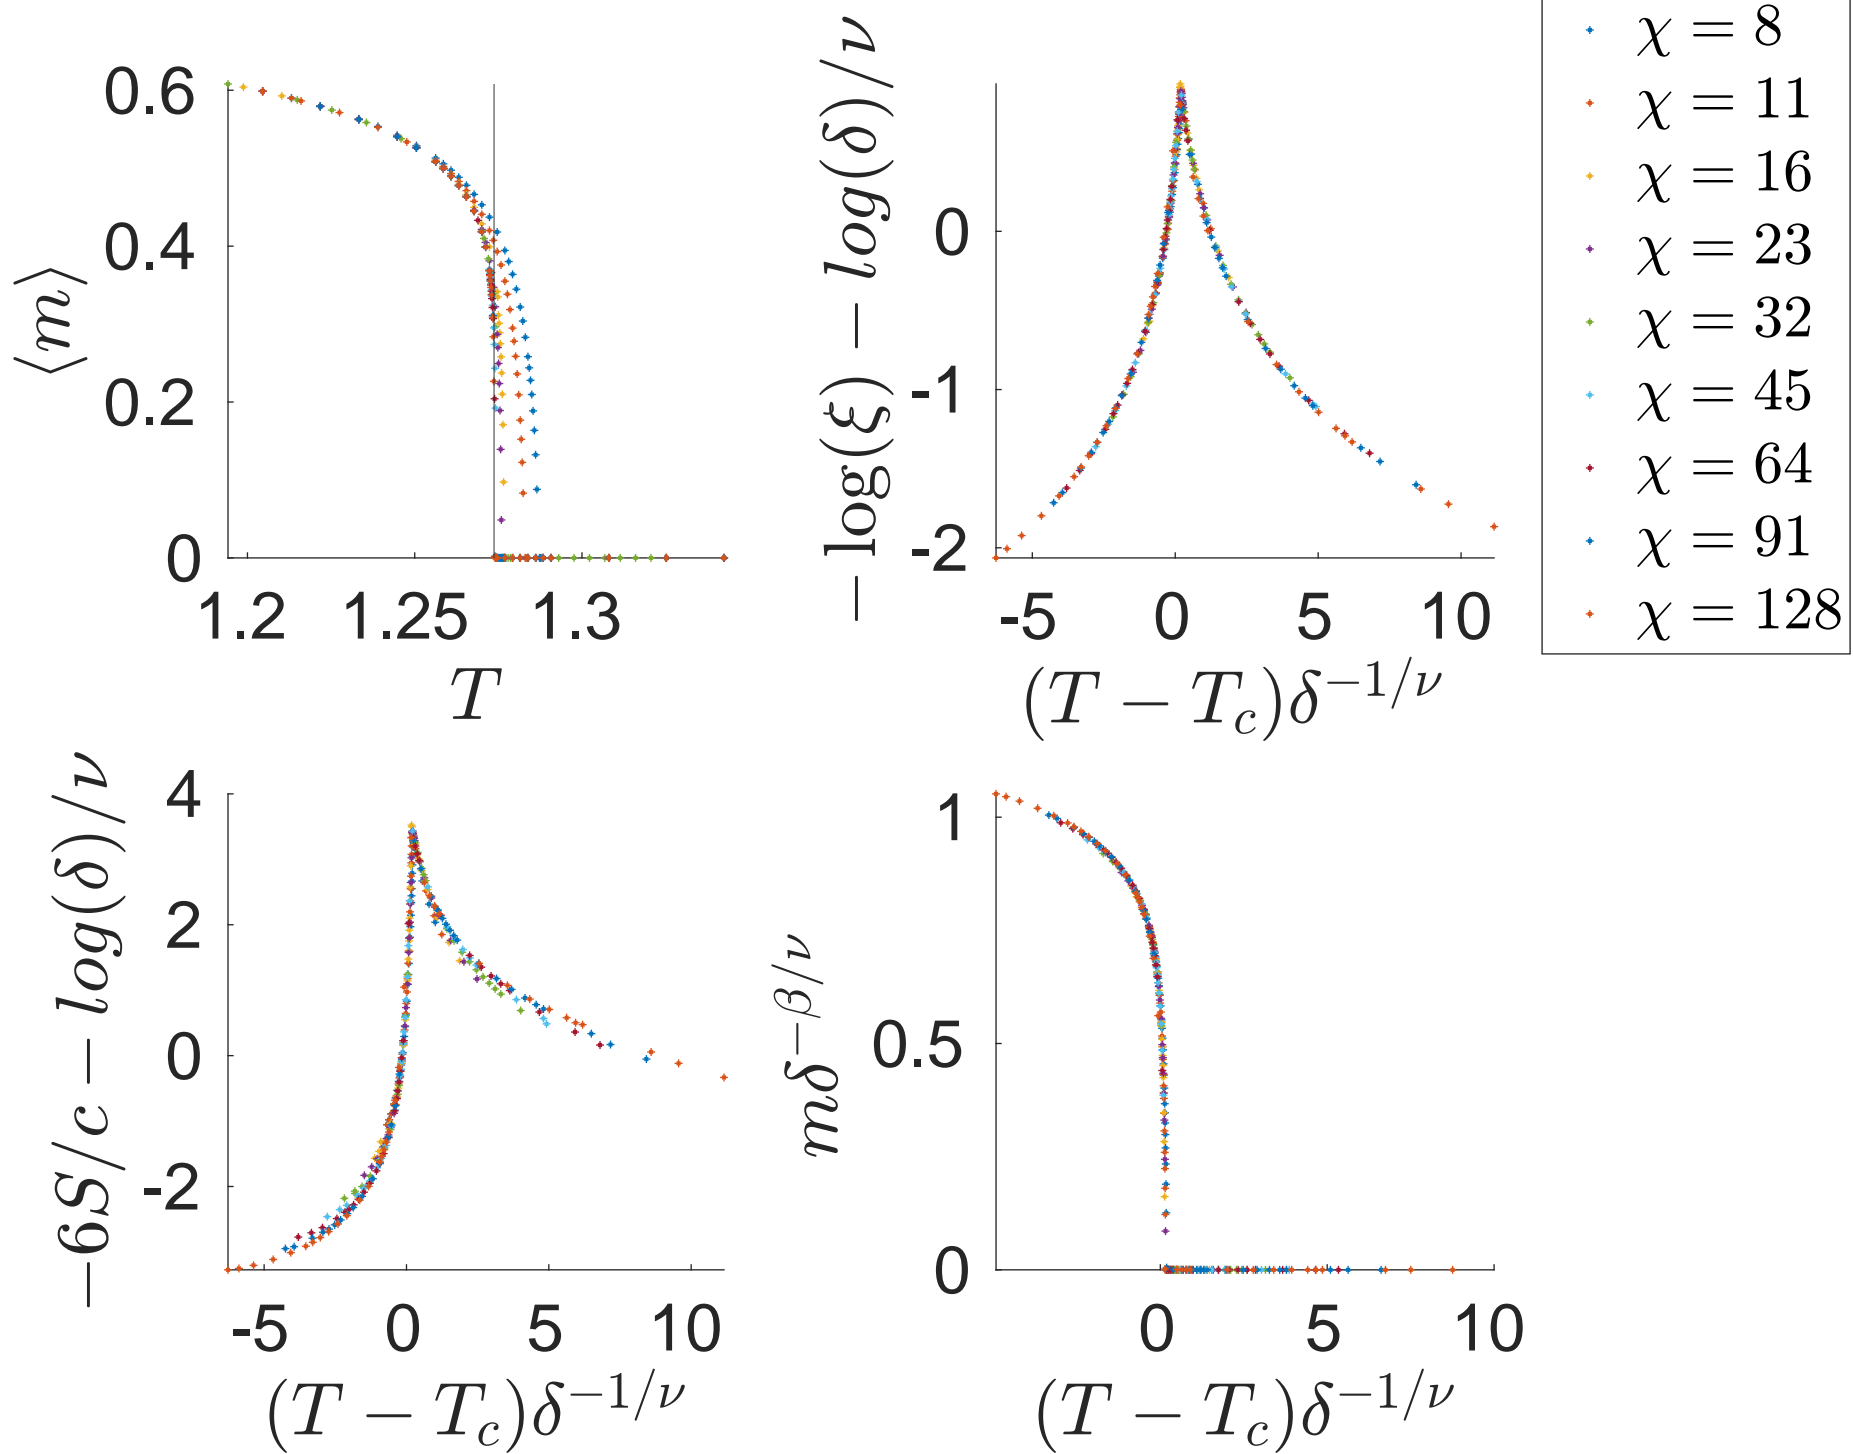 0.6
0.4
0.2
0
1.2 1.25 1.3
⟨m⟩
T
0
-1
-2
-5 0 5 10
− log(ξ) − log(δ)/ν
(T − T_c)δ^{−1/ν}
χ = 8
χ = 11
χ = 16
χ = 23
χ = 32
χ = 45
χ = 64
χ = 91
χ = 128
4
2
0
-2
-5 0 5 10
−6S/c − log(δ)/ν
(T − T_c)δ^{−1/ν}
1
0.5
0
0 5 10
mδ^{−β/ν}
(T − T_c)δ^{−1/ν}